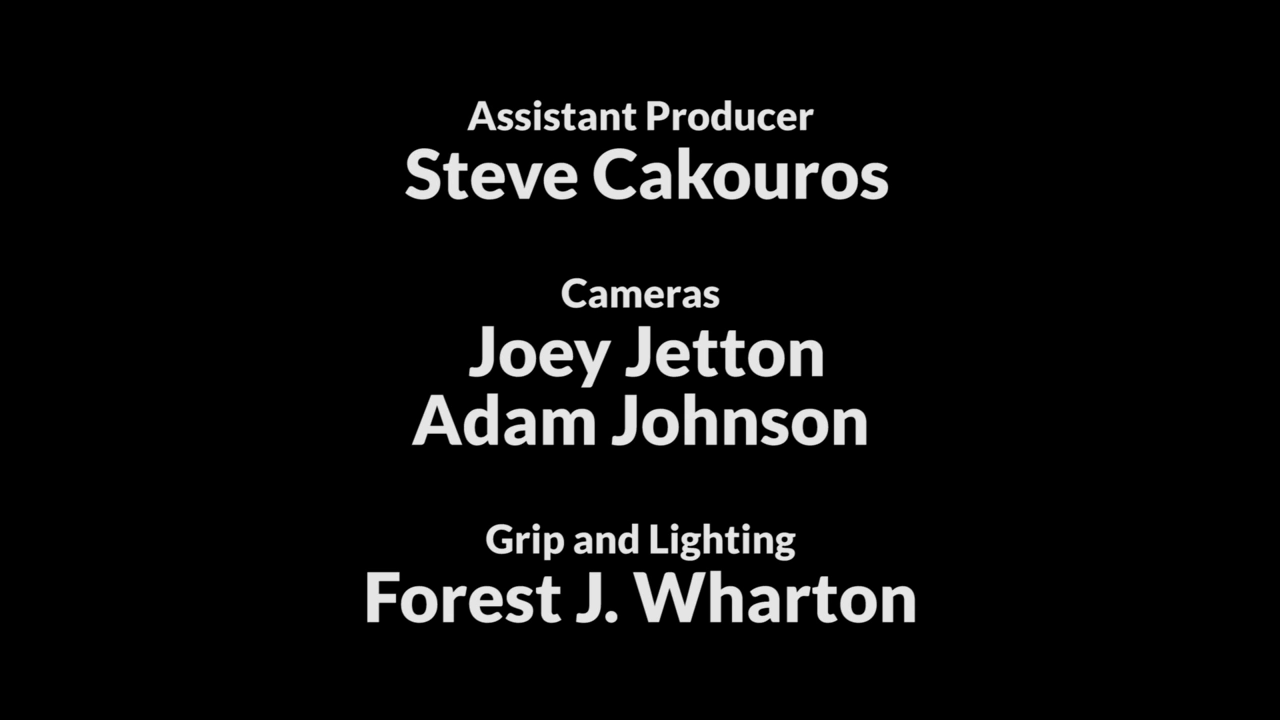 Assistant Producer
Steve Cakouros
Cameras
Joey Jetton
Adam Johnson
Grip and Lighting
Forest J. Wharton